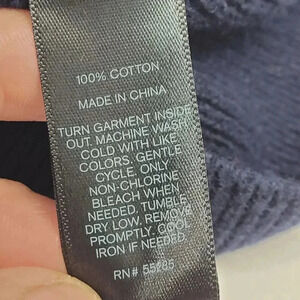 100% COTTON
MADE IN CHINA
TURN GARMENT INSIDE
OUT. MACHINE WASH
COLD WITH LIKE
COLORS, GENTLE
CYCLE. ONLY
NON-CHLORINE
BLEACH WHEN
NEEDED. TUMBLE
DRY LOW. REMOVE
PROMPTLY. COOL
IRON IF NEEDED.
RN#